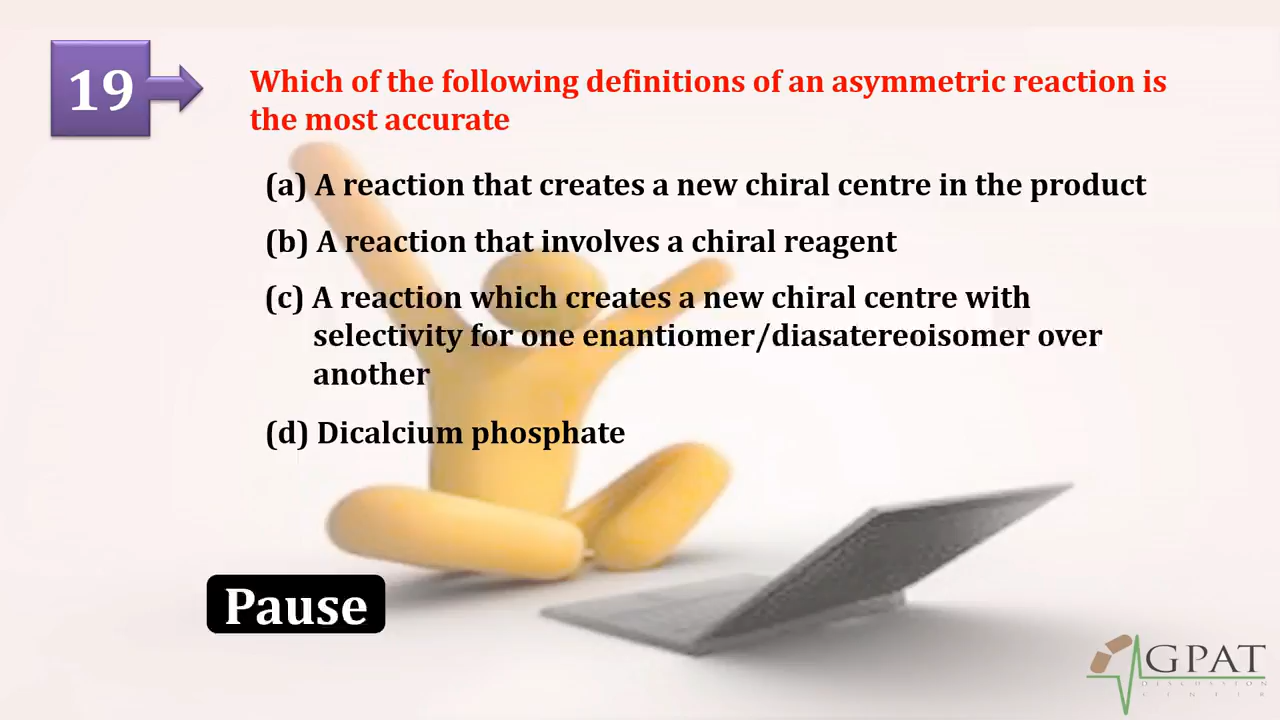 19
Which of the following definitions of an asymmetric reaction is
the most accurate
(a) A reaction that creates a new chiral centre in the product
(b) A reaction that involves a chiral reagent
(c) A reaction which creates a new chiral centre with
selectivity for one enantiomer/diasatereoisomer over
another
(d) Dicalcium phosphate
Pause
GPAT
DISCUSSION
CENTER